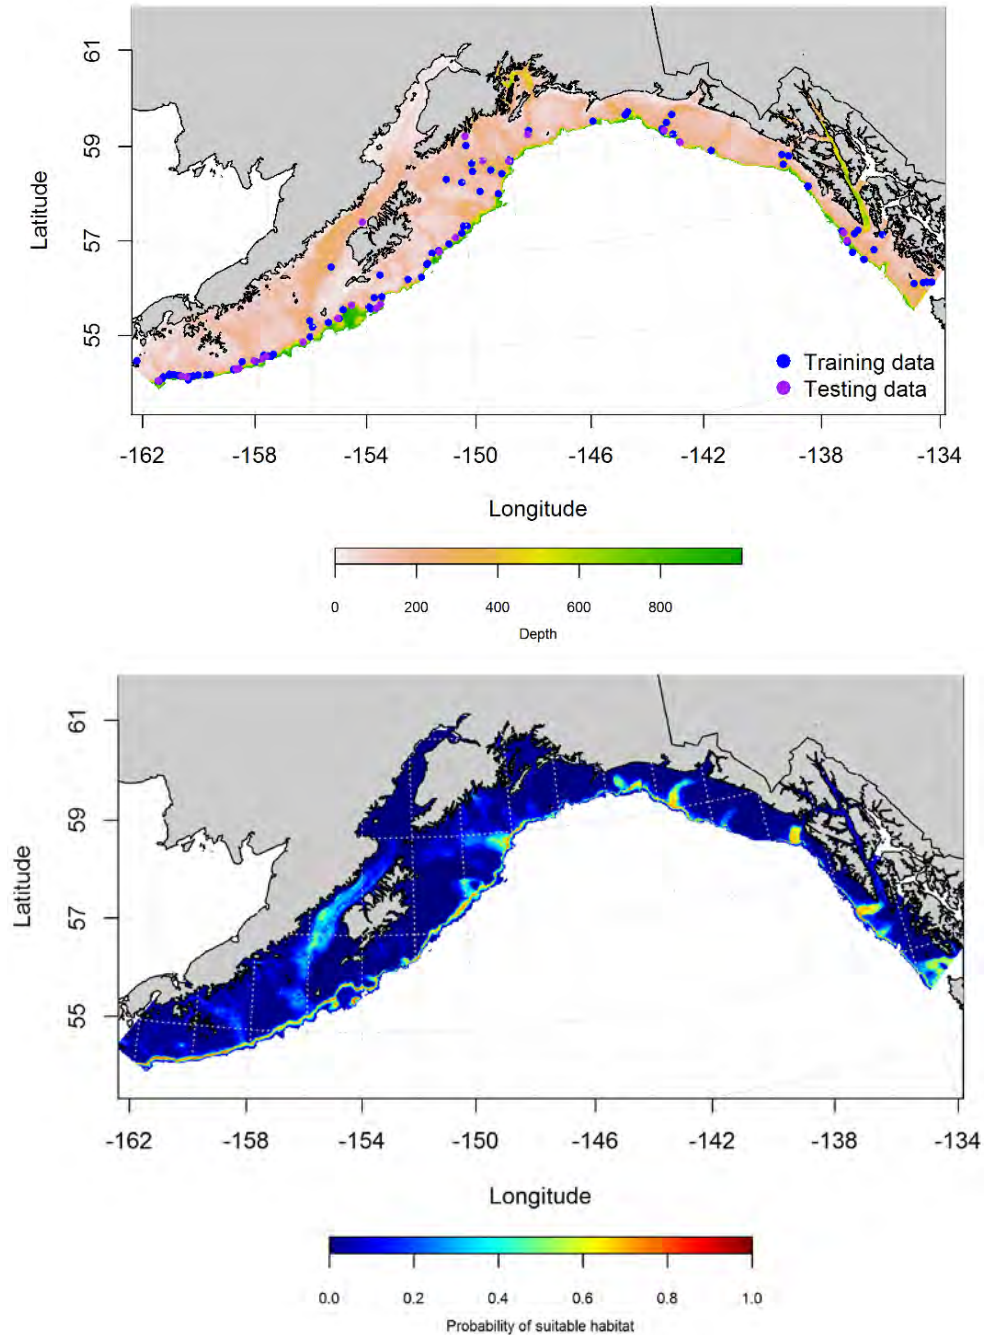 61
59
57
55
Latitude
Training data
Testing data
-162 -158 -154 -150 -146 -142 -138 -134
Longitude
0 200 400 600 800
Depth
61
59
57
55
Latitude
-162 -158 -154 -150 -146 -142 -138 -134
Longitude
0.0 0.2 0.4 0.6 0.8 1.0
Probability of suitable habitat